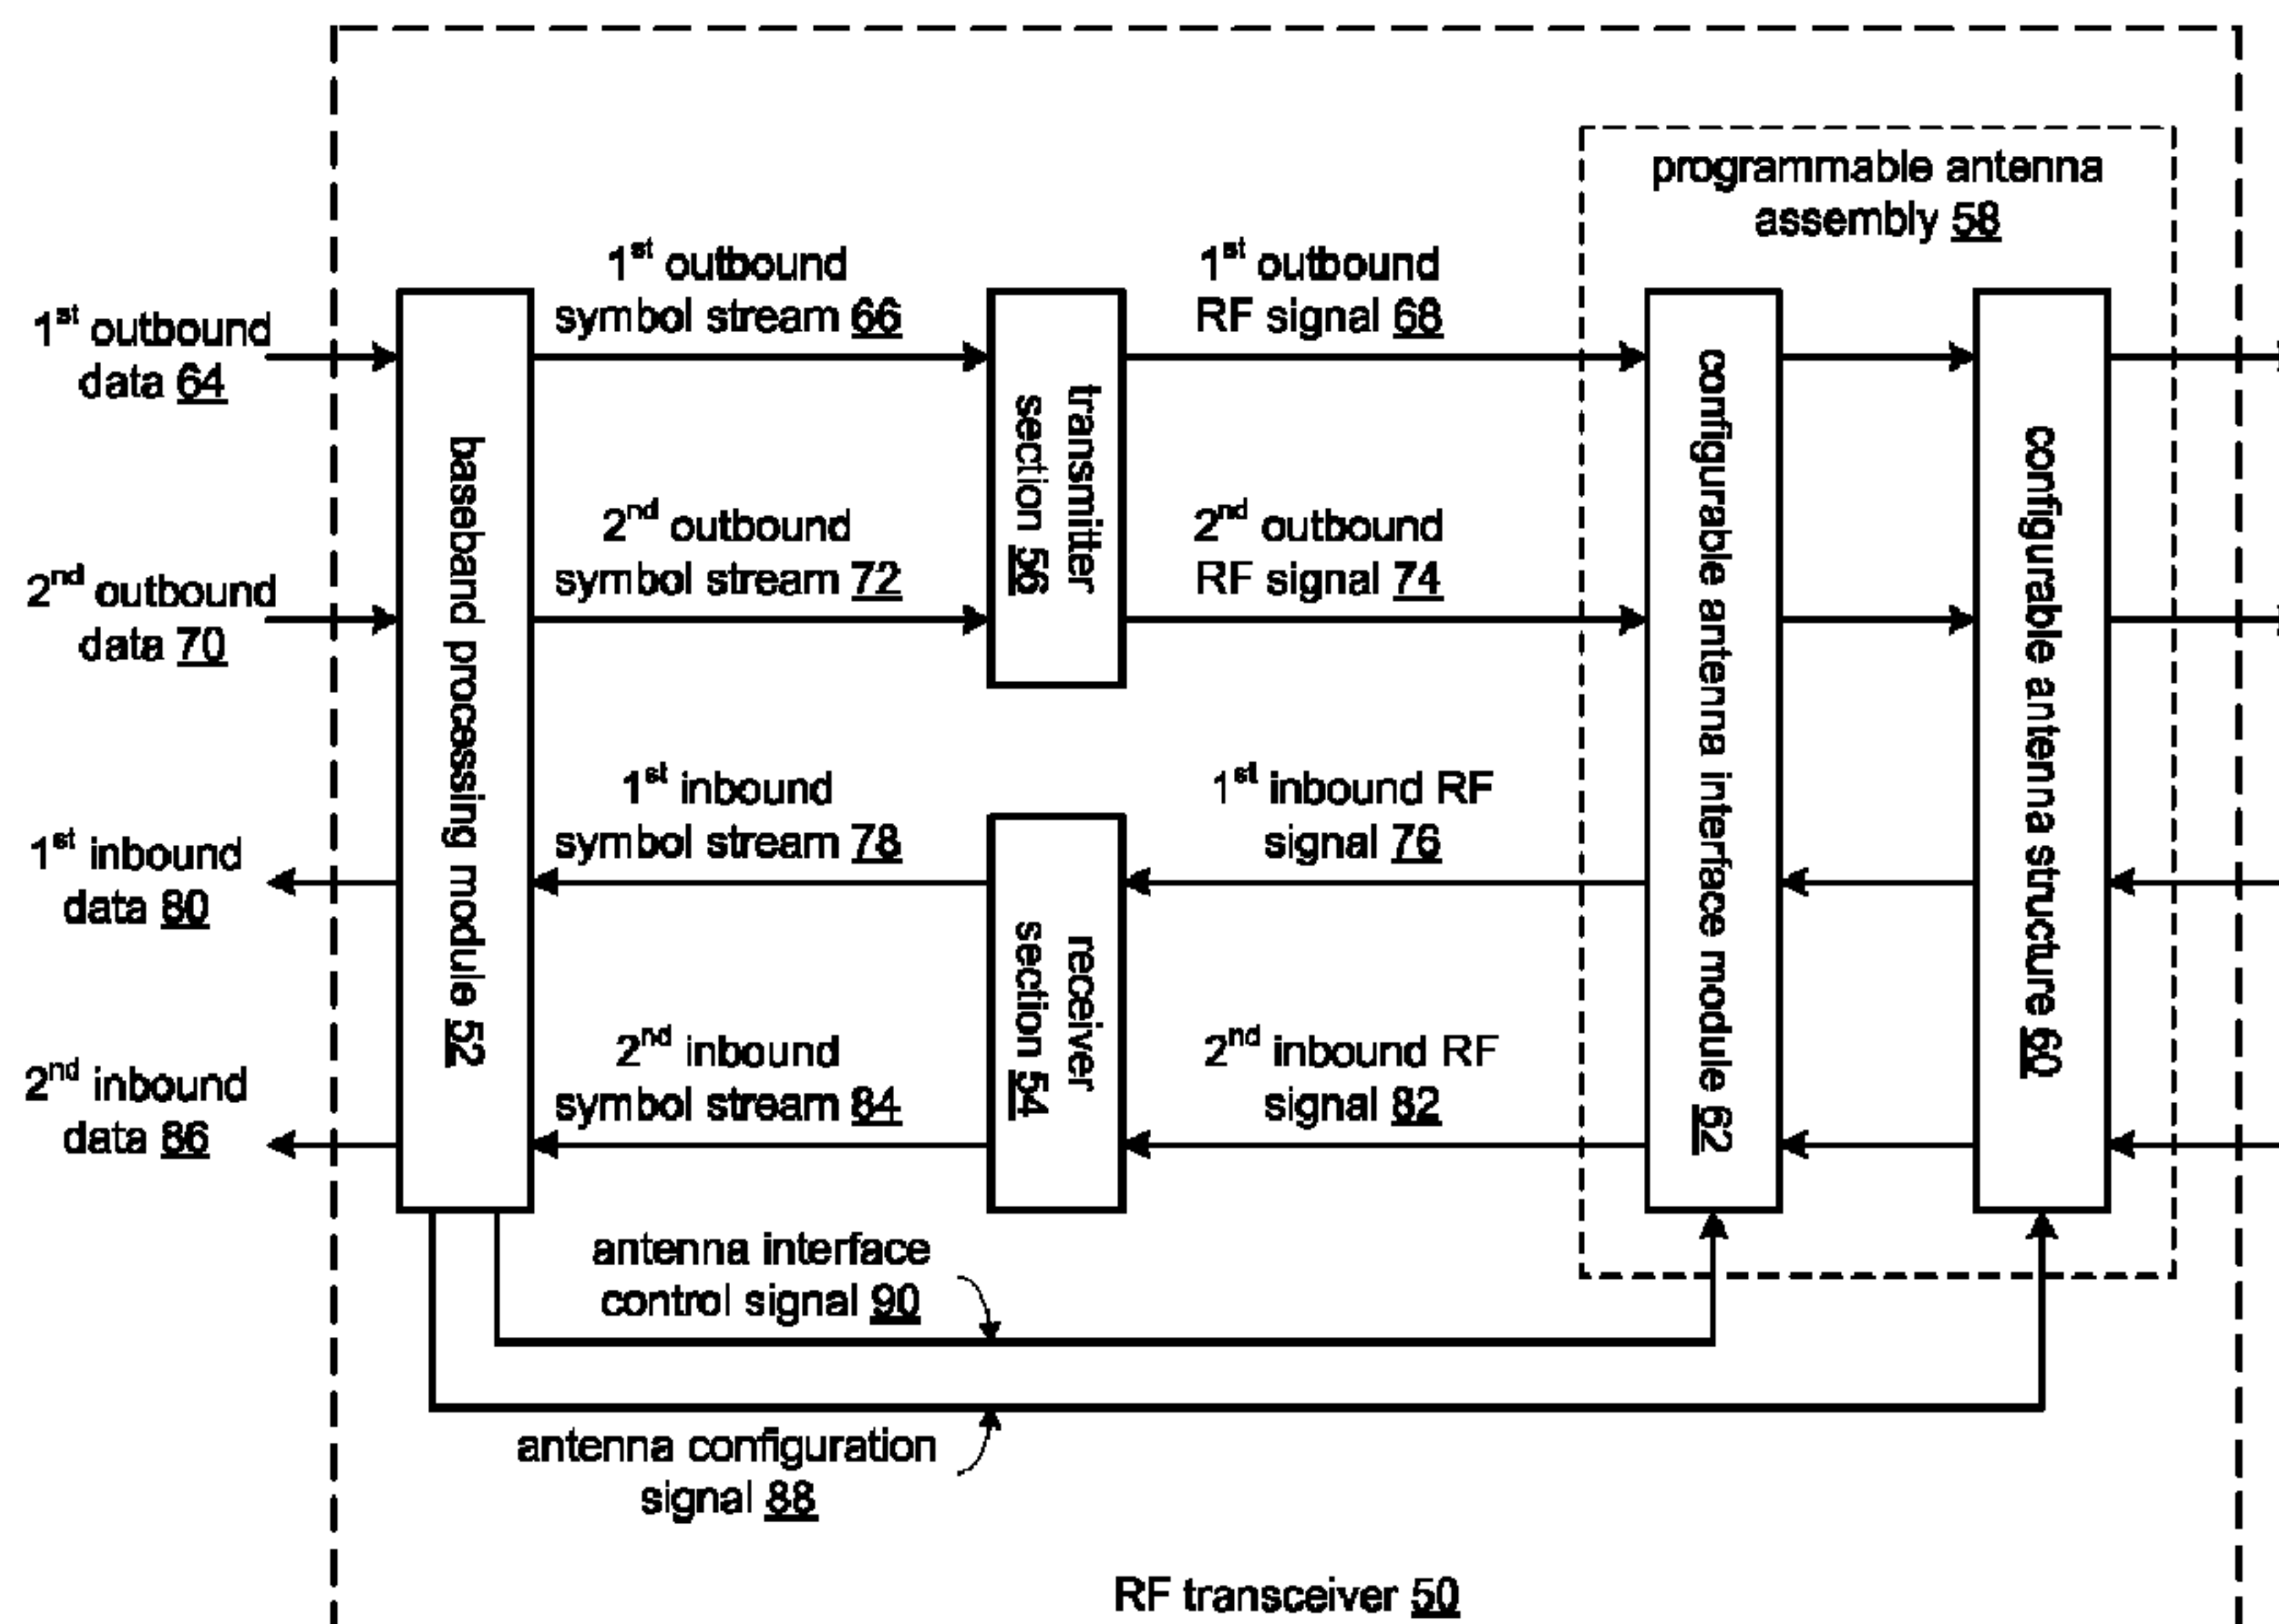 programmable antenna
assembly 58
1st outbound
data 64
2nd outbound
data 70
1st inbound
data 80
2nd inbound
data 86
baseband processing module 52
1st outbound
symbol stream 66
2nd outbound
symbol stream 72
1st inbound
symbol stream 78
2nd inbound
symbol stream 84
transmitter
section 56
receiver
section 54
1st outbound
RF signal 68
2nd outbound
RF signal 74
1st inbound RF
signal 76
2nd inbound RF
signal 82
configurable antenna interface module 62
configurable antenna structure 60
antenna interface
control signal 90
antenna configuration
signal 88
RF transceiver 50